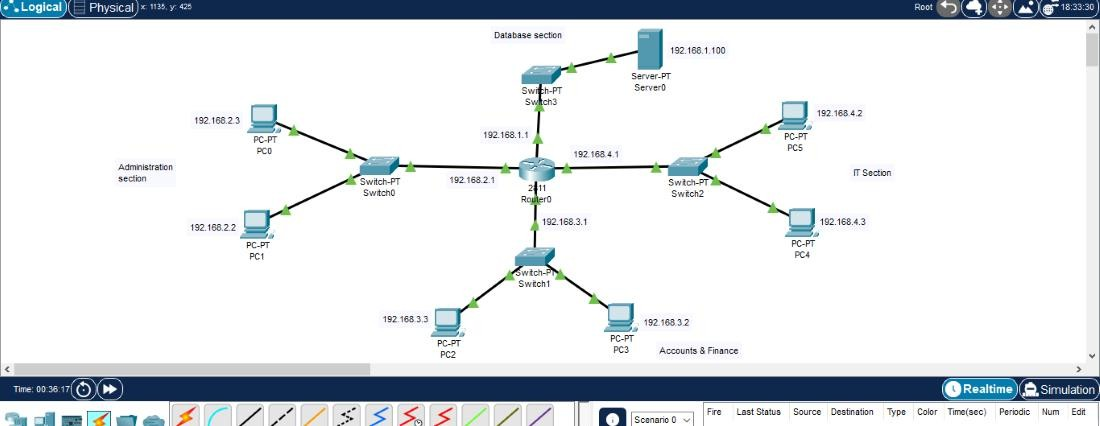 Logical
Physical
x: 1135, y: 425
Root
18:33:30
Database section
192.168.1.100
Server-PT
Server0
Switch-PT
Switch3
192.168.2.3
PC-PT
PC0
192.168.1.1
192.168.4.2
PC-PT
PC5
Administration
section
192.168.4.1
192.168.2.1
Switch-PT
Switch0
2811
Router0
Switch-PT
Switch2
IT Section
192.168.2.2
PC-PT
PC1
192.168.3.1
192.168.4.3
PC-PT
PC4
Switch-PT
Switch1
192.168.3.3
PC-PT
PC2
192.168.3.2
PC-PT
PC3
Accounts & Finance
Time: 00:36:17
Realtime
Simulation
Scenario 0
Fire Last Status Source Destination Type Color Time(sec) Periodic Num Edit